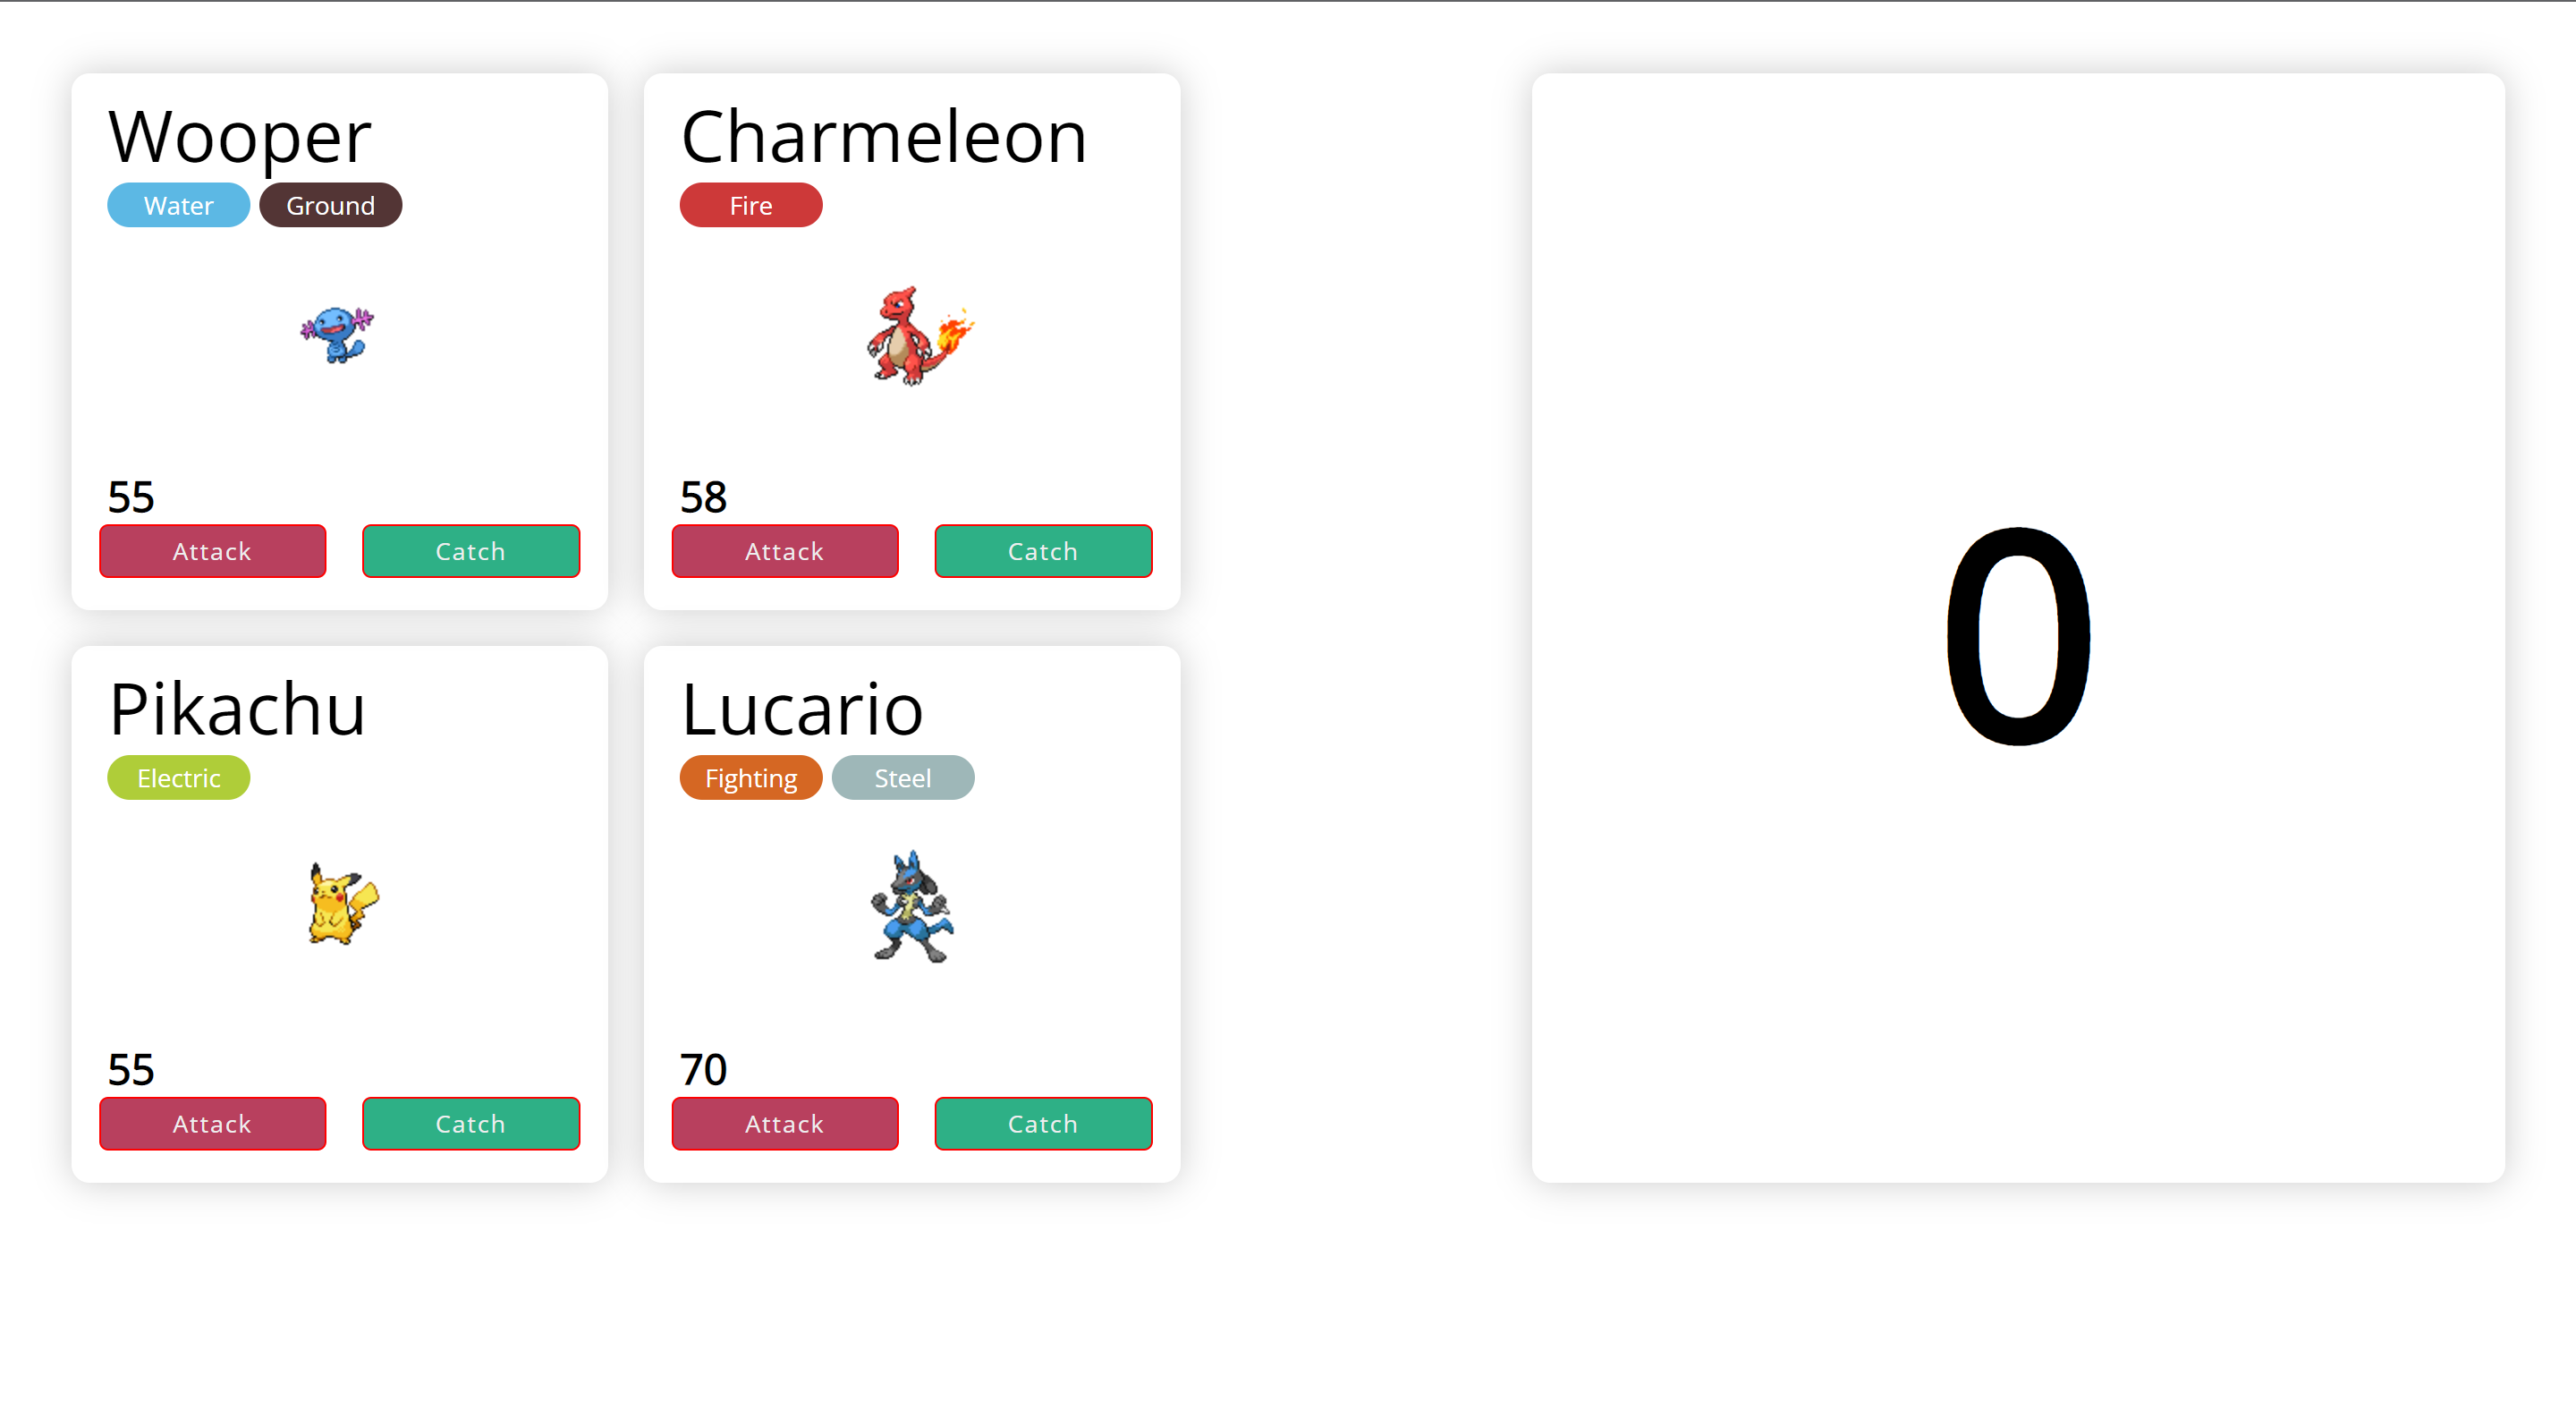 Wooper
Water Ground
55
Attack Catch
Charmeleon
Fire
58
Attack Catch
Pikachu
Electric
55
Attack Catch
Lucario
Fighting Steel
70
Attack Catch
0